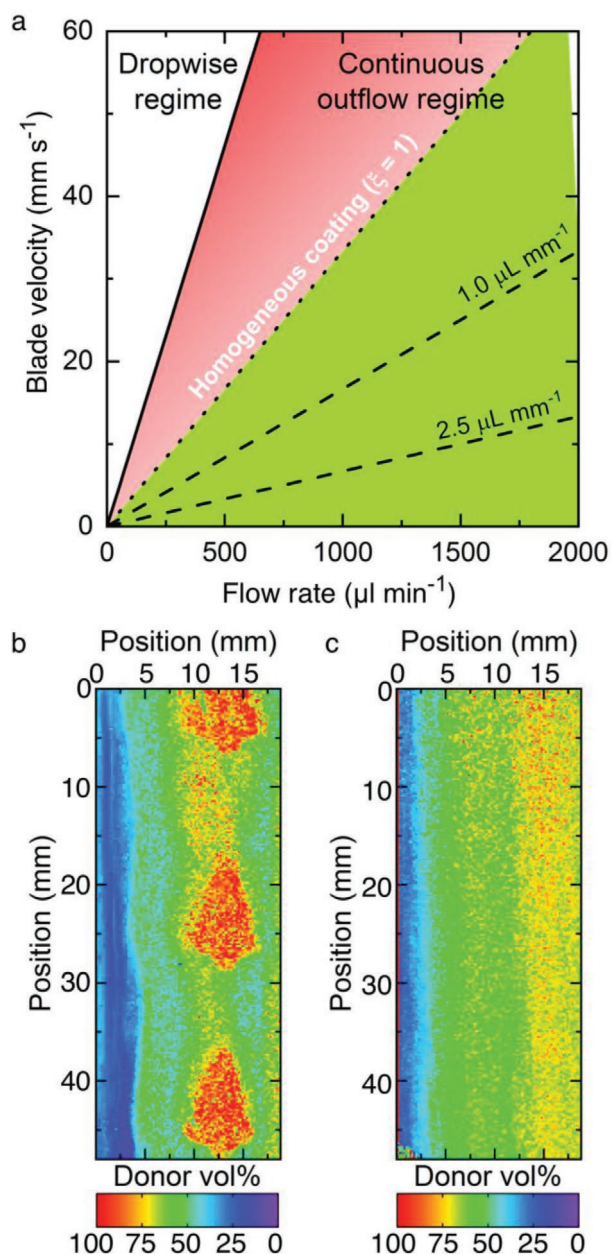 a
60
40
20
0
Blade velocity (mm s⁻¹)
Dropwise
regime
Continuous
outflow regime
Homogeneous coating (ξ = 1)
1.0 µL mm⁻¹
2.5 µL mm⁻¹
0 500 1000 1500 2000
Flow rate (µl min⁻¹)
b
Position (mm)
0 5 10 15
0
10
20
30
40
Position (mm)
Donor vol%
100 75 50 25 0
c
Position (mm)
0 5 10 15
0
10
20
30
40
Position (mm)
Donor vol%
100 75 50 25 0